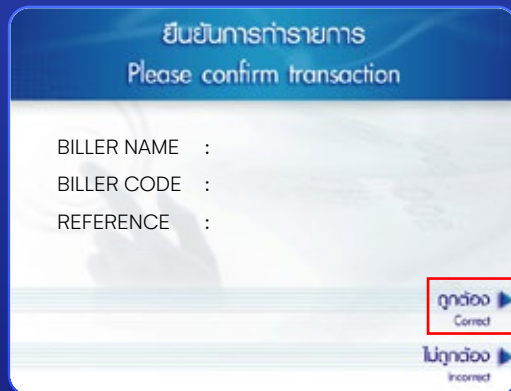 ยืนยันการทำรายการ
Please confirm transaction
BILLER NAME :
BILLER CODE :
REFERENCE :
ถูกต้อง
Correct
ไม่ถูกต้อง
Incorrect